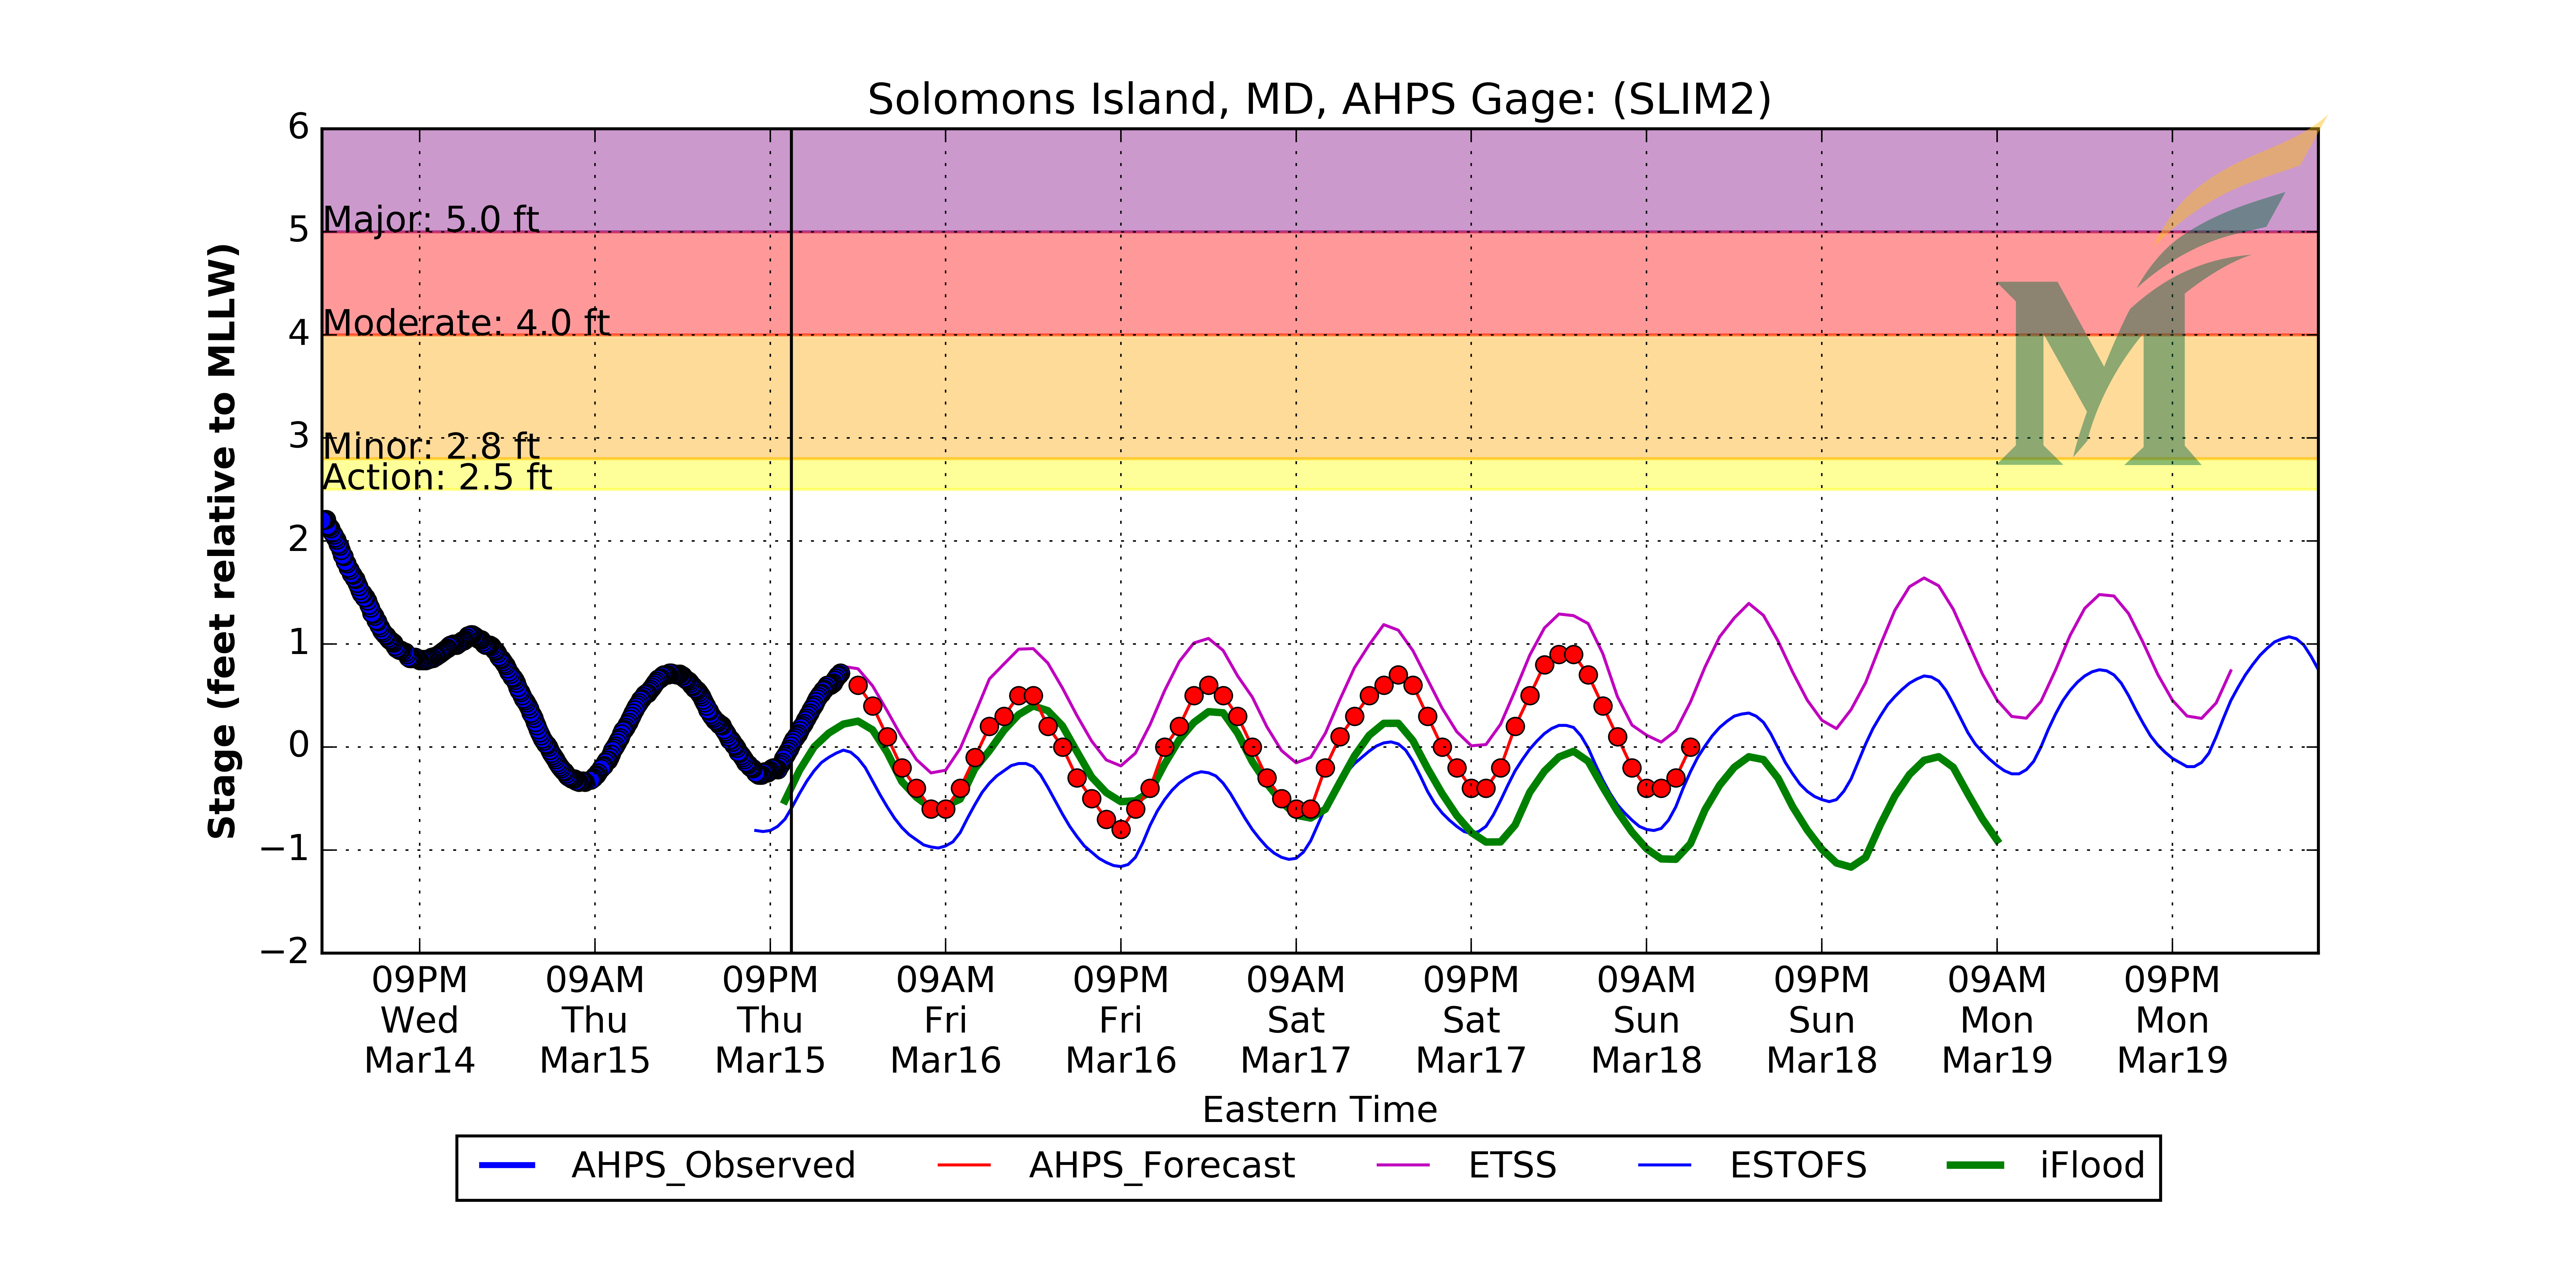 Solomons Island, MD, AHPS Gage: (SLIM2)
Stage (feet relative to MLLW)
6
5
4
3
2
1
0
−1
−2
Major: 5.0 ft
Moderate: 4.0 ft
Minor: 2.8 ft
Action: 2.5 ft
M
09PM 09AM 09PM 09AM 09PM 09AM 09PM 09AM 09PM 09AM 09PM
Wed Thu Thu Fri Fri Sat Sat Sun Sun Mon Mon
Mar14 Mar15 Mar15 Mar16 Mar16 Mar17 Mar17 Mar18 Mar18 Mar19 Mar19
Eastern Time
AHPS_Observed AHPS_Forecast ETSS ESTOFS iFlood